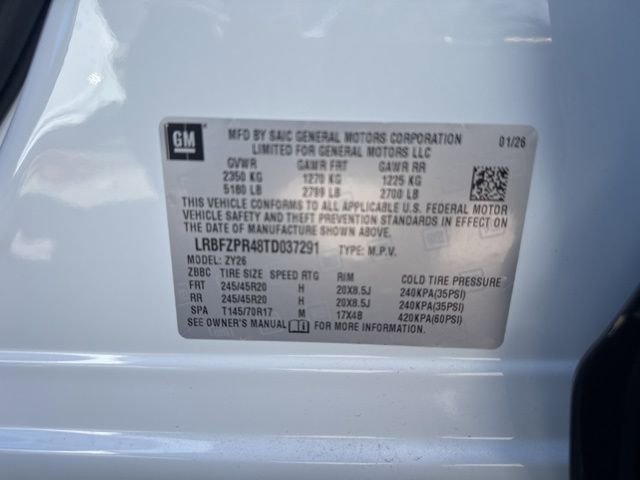 GM
MFD BY SAIC GENERAL MOTORS CORPORATION 01/26
LIMITED FOR GENERAL MOTORS LLC
GVWR GAWR FRT GAWR RR
2350 KG 1270 KG 1225 KG
5180 LB 2799 LB 2700 LB
THIS VEHICLE CONFORMS TO ALL APPLICABLE U.S. FEDERAL MOTOR
VEHICLE SAFETY AND THEFT PREVENTION STANDARDS IN EFFECT ON
THE DATE OF MANUFACTURE SHOWN ABOVE.
LRBFZPR48TD037291 TYPE: M.P.V.
MODEL: ZY26
ZBBC TIRE SIZE SPEED RTG RIM COLD TIRE PRESSURE
FRT 245/45R20 H 20X8.5J 240KPA(35PSI)
RR 245/45R20 H 20X8.5J 240KPA(35PSI)
SPA T145/70R17 M 17X4B 420KPA(60PSI)
SEE OWNER'S MANUAL FOR MORE INFORMATION.